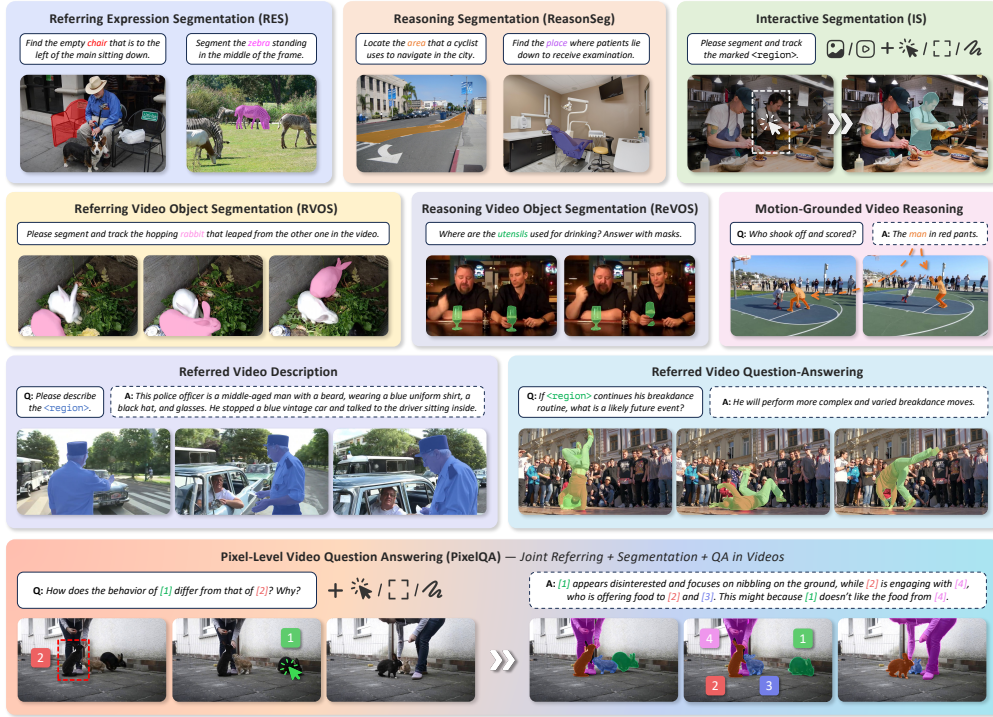 Referring Expression Segmentation (RES)
Find the empty chair that is to the
left of the main sitting down.
Segment the zebra standing
in the middle of the frame.
Reasoning Segmentation (ReasonSeg)
Locate the area that a cyclist
uses to navigate in the city.
Find the place where patients lie
down to receive examination.
Interactive Segmentation (IS)
Please segment and track
the marked <region>.
/ + / /
Referring Video Object Segmentation (RVOS)
Please segment and track the hopping rabbit that leaped from the other one in the video.
Reasoning Video Object Segmentation (ReVOS)
Where are the utensils used for drinking? Answer with masks.
Motion-Grounded Video Reasoning
Q: Who shook off and scored?
A: The man in red pants.
Referred Video Description
Q: Please describe
the <region>.
A: This police officer is a middle-aged man with a beard, wearing a blue uniform shirt, a
black hat, and glasses. He stopped a blue vintage car and talked to the driver sitting inside.
Referred Video Question-Answering
Q: If <region> continues his breakdance
routine, what is a likely future event?
A: He will perform more complex and varied breakdance moves.
Pixel-Level Video Question Answering (PixelQA) — Joint Referring + Segmentation + QA in Videos
Q: How does the behavior of [1] differ from that of [2]? Why?
+ / /
A: [1] appears disinterested and focuses on nibbling on the ground, while [2] is engaging with [4],
who is offering food to [2] and [3]. This might because [1] doesn't like the food from [4].
2
1
4
1
2
3